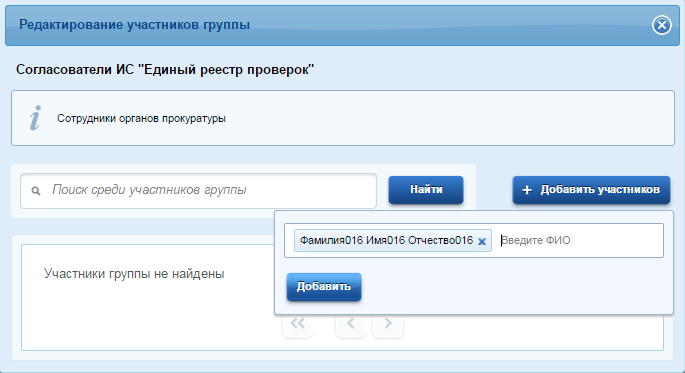 Редактирование участников группы
Согласователи ИС "Единый реестр проверок"
Сотрудники органов прокуратуры
Поиск среди участников группы
Найти
+ Добавить участников
Фамилия016 Имя016 Отчество016 × Введите ФИО
Добавить
Участники группы не найдены